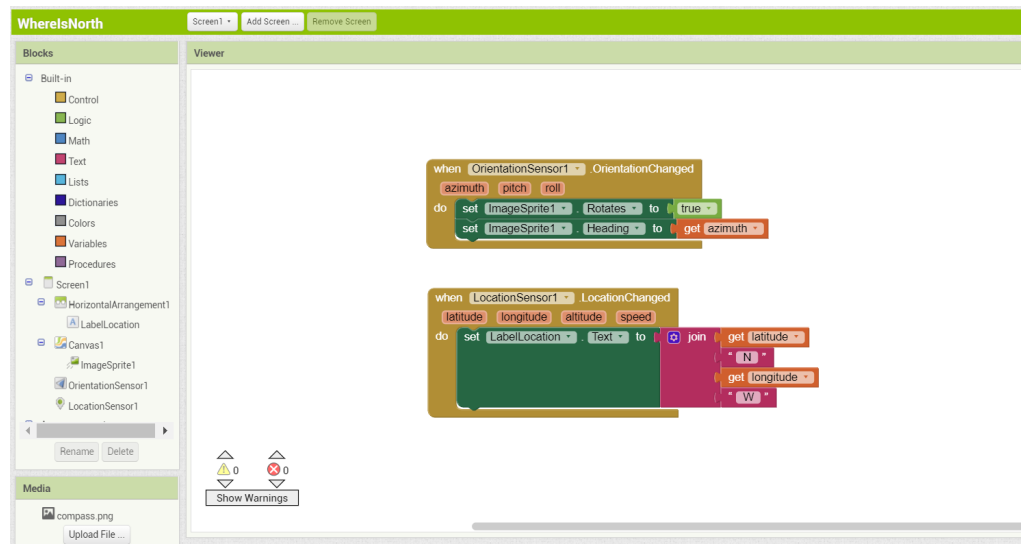 WhereIsNorth
Screen1
Add Screen ...
Remove Screen
Blocks
Viewer
Built-in
Control
Logic
Math
Text
Lists
Dictionaries
Colors
Variables
Procedures
Screen1
HorizontalArrangement1
A LabelLocation
Canvas1
ImageSprite1
OrientationSensor1
LocationSensor1
Rename Delete
Media
compass.png
Upload File ...
when OrientationSensor1 .OrientationChanged
azimuth pitch roll
do set ImageSprite1 . Rotates to true
set ImageSprite1 . Heading to get azimuth
when LocationSensor1 .LocationChanged
latitude longitude altitude speed
do set LabelLocation . Text to join get latitude
" N "
get longitude
" W "
0 0
Show Warnings